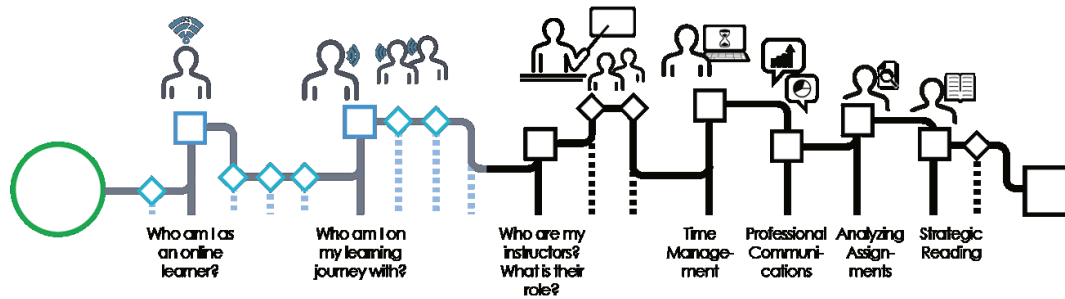 Who am I as
an online
learner?
Who am I on
my learning
journey with?
Who are my
instructors?
What is their
role?
Time
Manage-
ment
Professional
Communi-
cations
Analyzing
Assign-
ments
Strategic
Reading